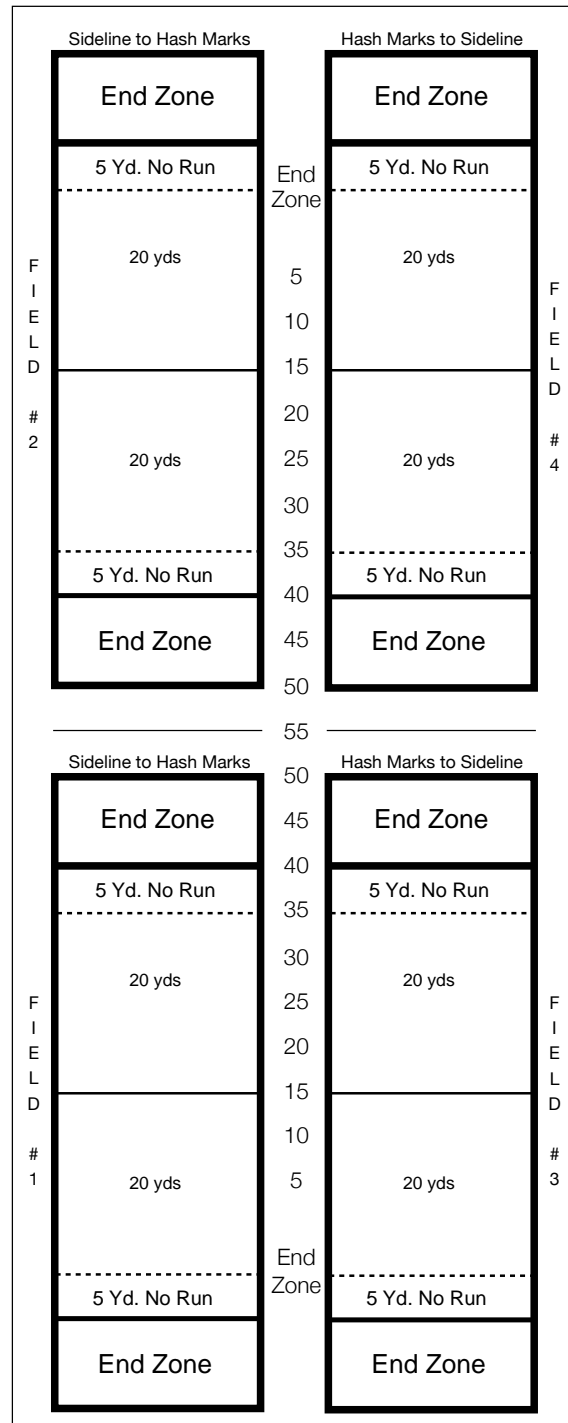 Sideline to Hash Marks
Hash Marks to Sideline
End Zone
End Zone
5 Yd. No Run
End
Zone
5 Yd. No Run
20 yds
20 yds
FIELD #2
5
10
15
20
25
30
35
40
45
50
FIELD #4
20 yds
20 yds
5 Yd. No Run
5 Yd. No Run
End Zone
End Zone
55
Sideline to Hash Marks
Hash Marks to Sideline
End Zone
End Zone
5 Yd. No Run
5 Yd. No Run
20 yds
20 yds
FIELD #1
50
45
40
35
30
25
20
15
10
5
End
Zone
FIELD #3
20 yds
20 yds
5 Yd. No Run
5 Yd. No Run
End Zone
End Zone